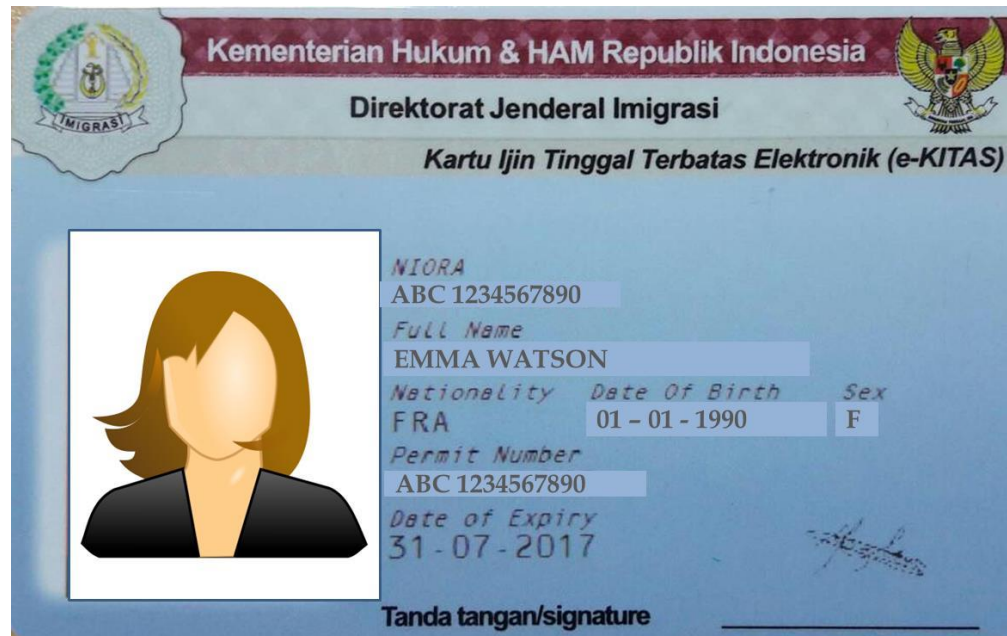 Kementerian Hukum & HAM Republik Indonesia
Direktorat Jenderal Imigrasi
IMIGRASI
Kartu Ijin Tinggal Terbatas Elektronik (e-KITAS)
NIORA
ABC 1234567890
Full Name
EMMA WATSON
Nationality Date Of Birth Sex
FRA 01 – 01 - 1990 F
Permit Number
ABC 1234567890
Date of Expiry
31-07-2017
Tanda tangan/signature